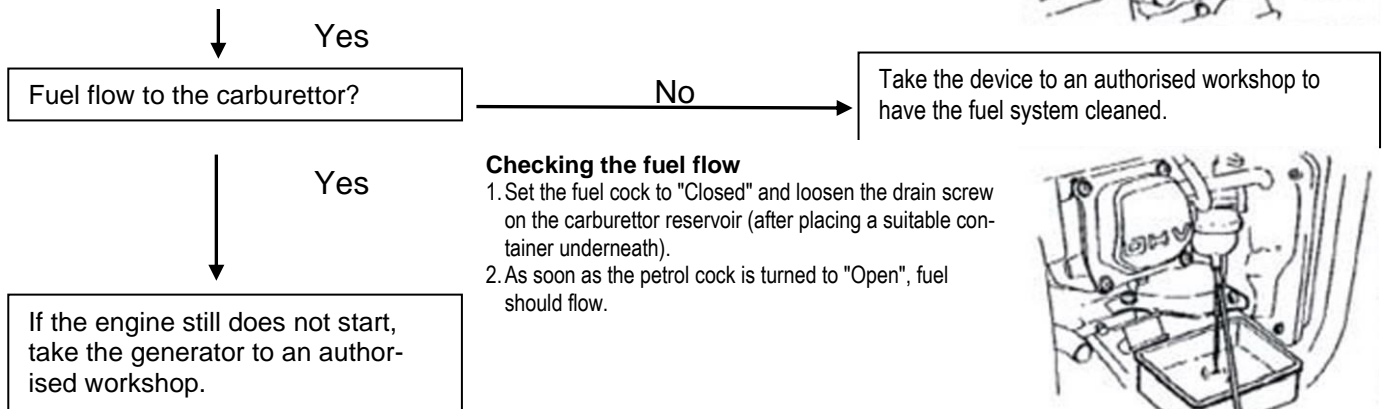 Yes
Fuel flow to the carburettor?
No
Take the device to an authorised workshop to
have the fuel system cleaned.
Yes
Checking the fuel flow
1. Set the fuel cock to "Closed" and loosen the drain screw
on the carburettor reservoir (after placing a suitable con-
tainer underneath).
2. As soon as the petrol cock is turned to "Open", fuel
should flow.
OHV
If the engine still does not start,
take the generator to an author-
ised workshop.